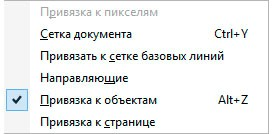 Привязка к пикселям
Сетка документа Ctrl+Y
Привязать к сетке базовых линий
Направляющие
Привязка к объектам Alt+Z
Привязка к странице